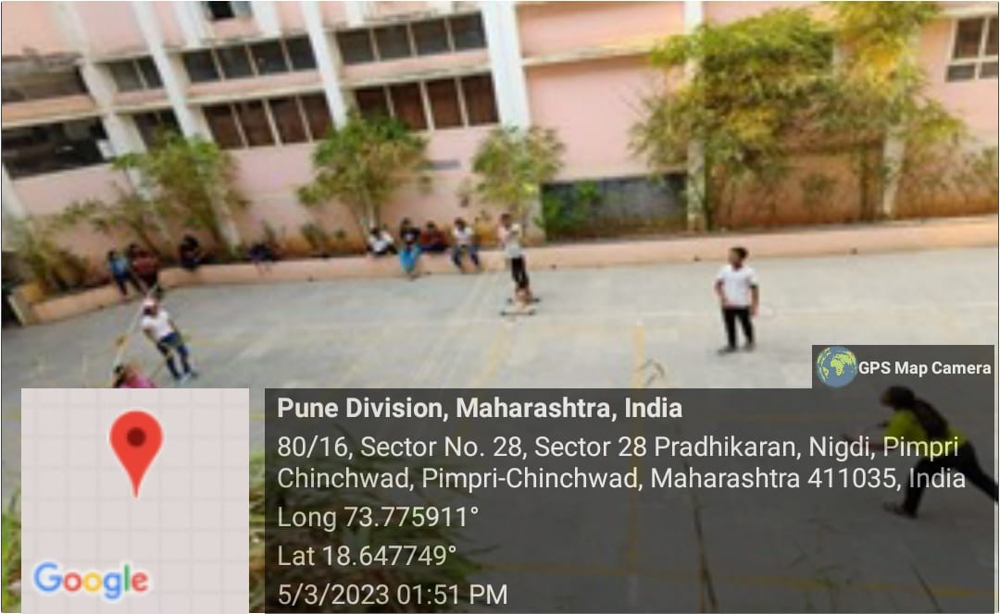 GPS Map Camera
Pune Division, Maharashtra, India
80/16, Sector No. 28, Sector 28 Pradhikaran, Nigdi, Pimpri
Chinchwad, Pimpri-Chinchwad, Maharashtra 411035, India
Long 73.775911°
Lat 18.647749°
5/3/2023 01:51 PM
Google